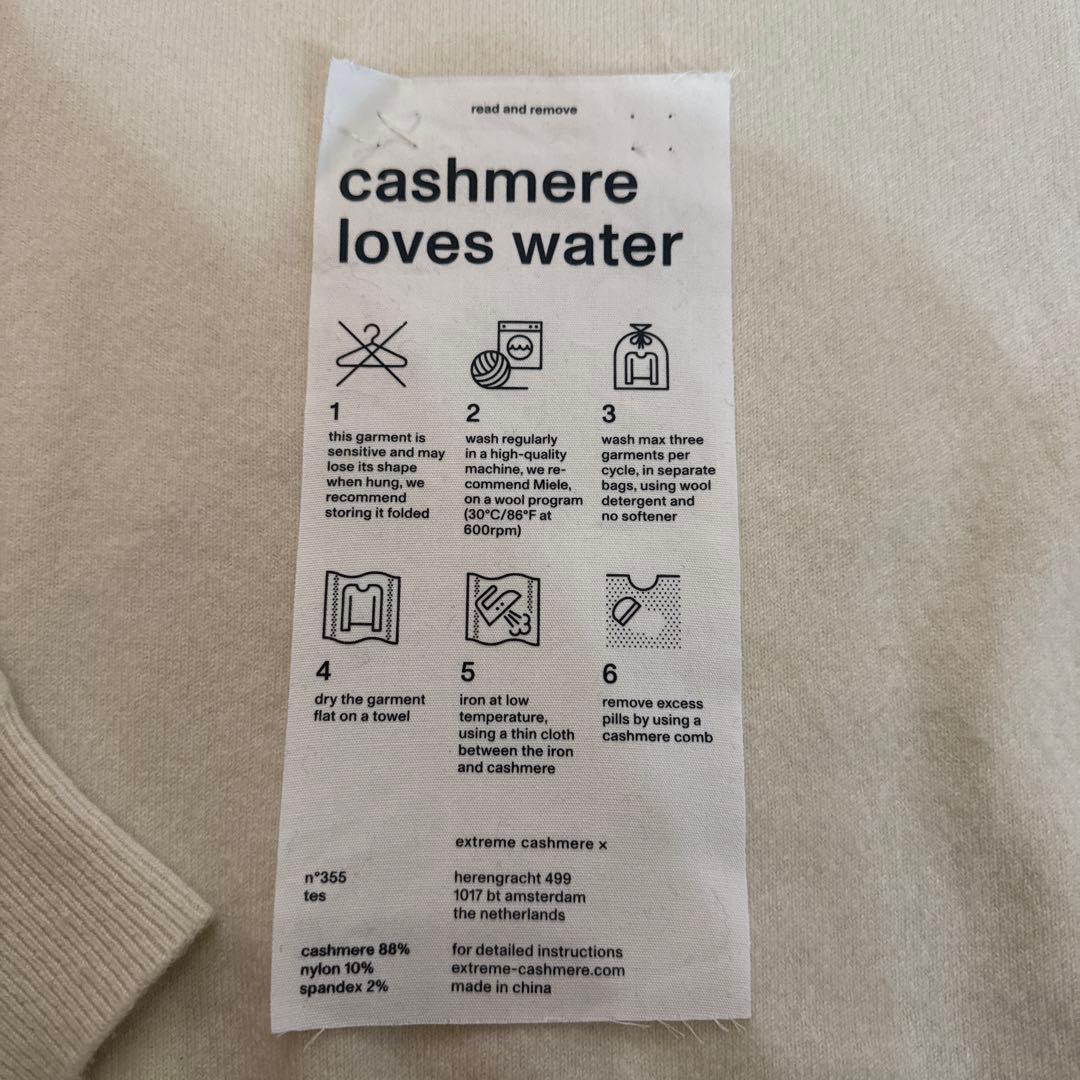 read and remove
cashmere
loves water
1
this garment is
sensitive and may
lose its shape
when hung, we
recommend
storing it folded
2
wash regularly
in a high-quality
machine, we re-
commend Miele,
on a wool program
(30°C/86°F at
600rpm)
3
wash max three
garments per
cycle, in separate
bags, using wool
detergent and
no softener
4
dry the garment
flat on a towel
5
iron at low
temperature,
using a thin cloth
between the iron
and cashmere
6
remove excess
pills by using a
cashmere comb
extreme cashmere x
n°355
tes
herengracht 499
1017 bt amsterdam
the netherlands
cashmere 88%
nylon 10%
spandex 2%
for detailed instructions
extreme-cashmere.com
made in china